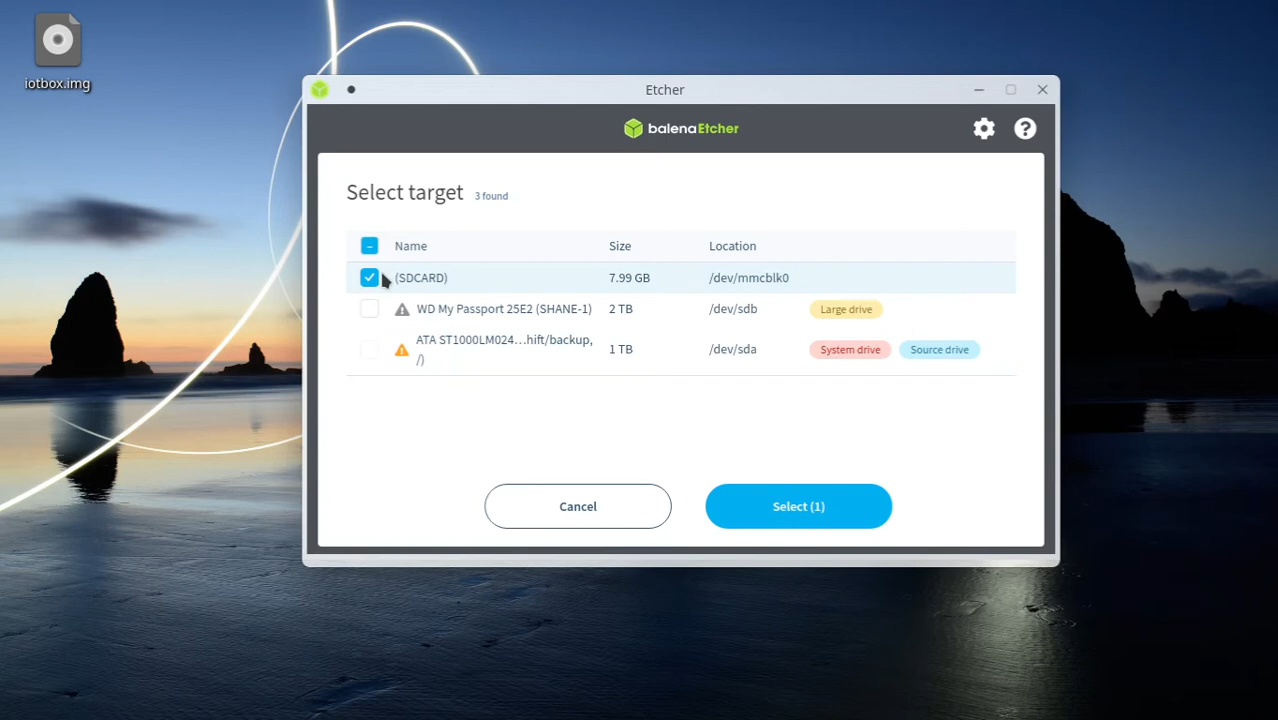 iotbox.img
Etcher
balenaEtcher
Select target 3 found
Name Size Location
(SDCARD) 7.99 GB /dev/mmcblk0
WD My Passport 25E2 (SHANE-1) 2 TB /dev/sdb Large drive
ATA ST1000LM024...hift/backup,
/) 1 TB /dev/sda System drive Source drive
Cancel Select (1)